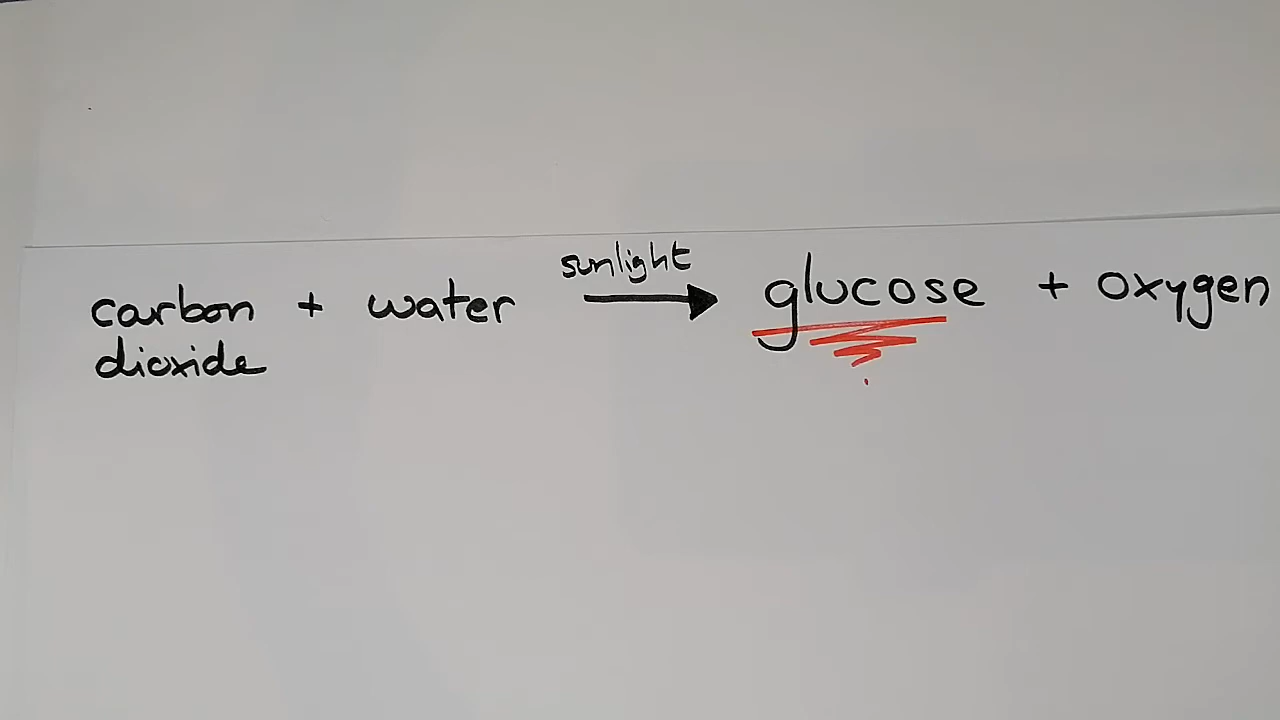 carbon + water sunlight → glucose + oxygen
dioxide